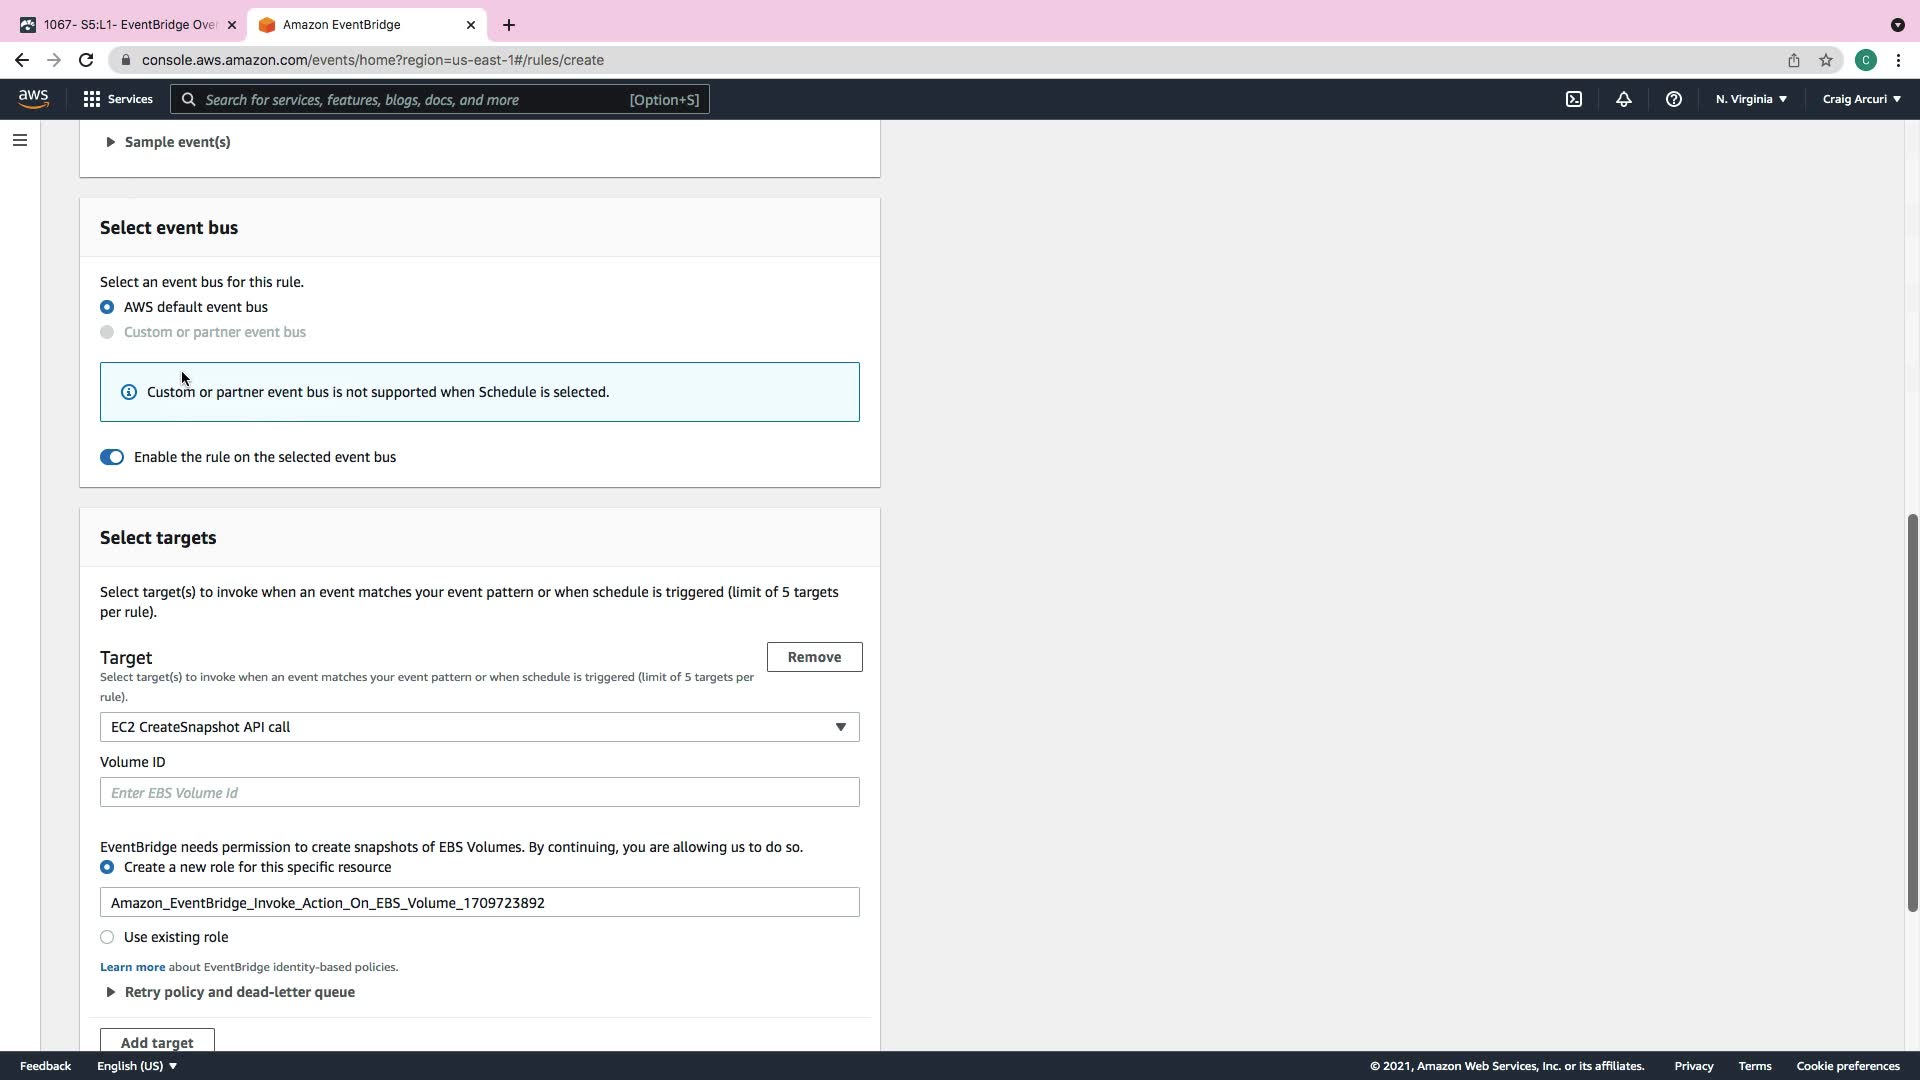 1067- S5:L1- EventBridge Ove
Amazon EventBridge
console.aws.amazon.com/events/home?region=us-east-1#/rules/create
C
aws
Services
Search for services, features, blogs, docs, and more
[Option+S]
N. Virginia
Craig Arcuri
Sample event(s)
Select event bus
Select an event bus for this rule.
AWS default event bus
Custom or partner event bus
Custom or partner event bus is not supported when Schedule is selected.
Enable the rule on the selected event bus
Select targets
Select target(s) to invoke when an event matches your event pattern or when schedule is triggered (limit of 5 targets
per rule).
Target
Remove
Select target(s) to invoke when an event matches your event pattern or when schedule is triggered (limit of 5 targets per
rule).
EC2 CreateSnapshot API call
Volume ID
Enter EBS Volume Id
EventBridge needs permission to create snapshots of EBS Volumes. By continuing, you are allowing us to do so.
Create a new role for this specific resource
Amazon_EventBridge_Invoke_Action_On_EBS_Volume_1709723892
Use existing role
Learn more about EventBridge identity-based policies.
Retry policy and dead-letter queue
Add target
Feedback
English (US)
© 2021, Amazon Web Services, Inc. or its affiliates.
Privacy
Terms
Cookie preferences